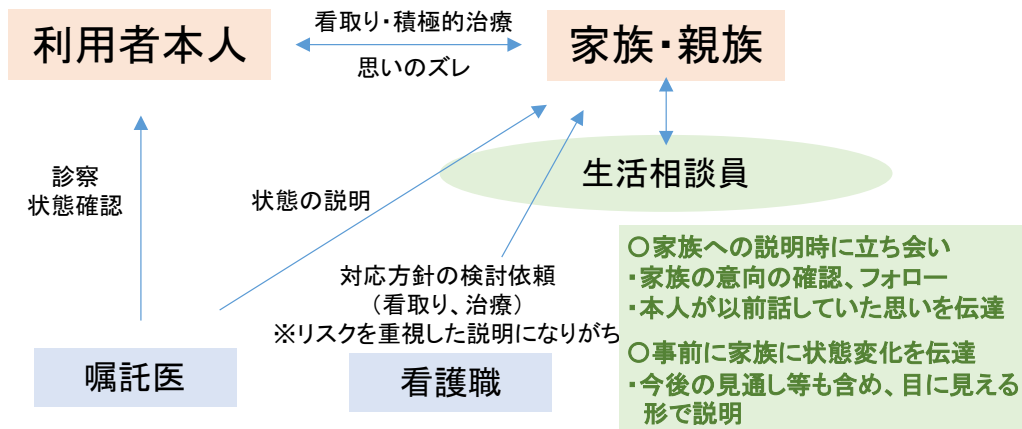 看取り・積極的治療
利用者本人
家族・親族
思いのズレ
生活相談員
診察
状態確認
状態の説明
対応方針の検討依頼
(看取り、治療)
※リスクを重視した説明になりがち
嘱託医
看護職
○家族への説明時に立ち会い
・家族の意向の確認、フォロー
・本人が以前話していた思いを伝達
○事前に家族に状態変化を伝達
・今後の見通し等も含め、目に見える
形で説明